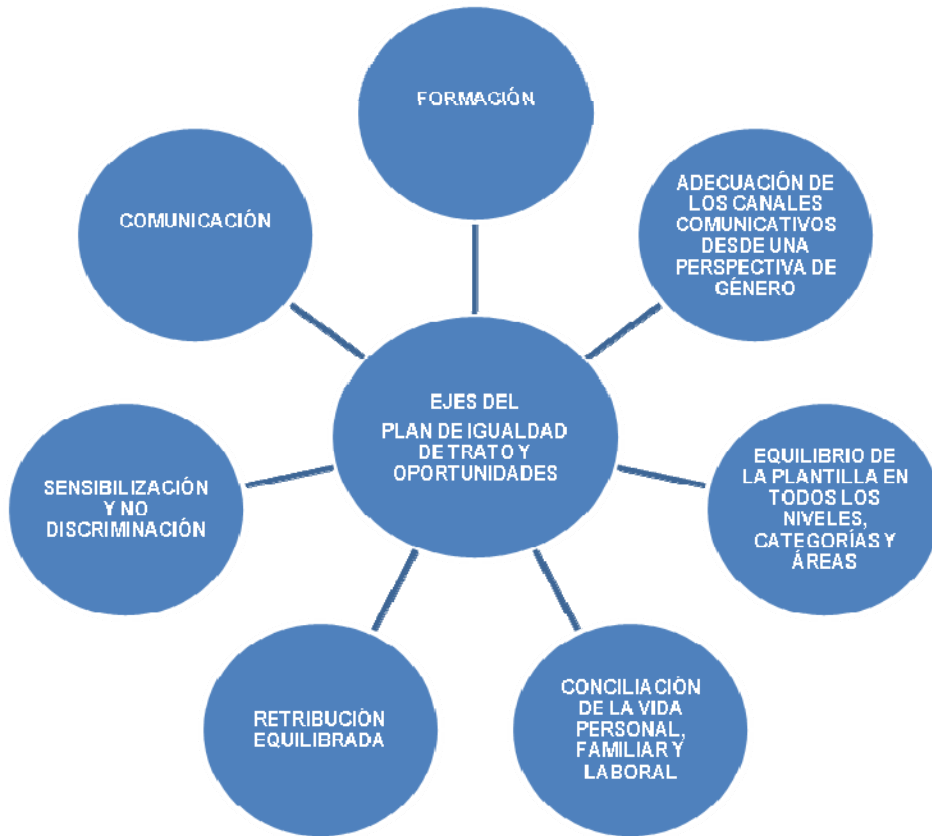 FORMACIÓN
ADECUACIÓN DE
LOS CANALES
COMUNICATIVOS
DESDE UNA
PERSPECTIVA DE
GÉNERO
EQUILIBRIO DE
LA PLANTILLA EN
TODOS LOS
NIVELES,
CATEGORÍAS Y
ÁREAS
CONCILIACIÓN
DE LA VIDA
PERSONAL,
FAMILIAR Y
LABORAL
RETRIBUCIÓN
EQUILIBRADA
SENSIBILIZACIÓN
Y NO
DISCRIMINACIÓN
COMUNICACIÓN
EJES DEL
PLAN DE IGUALDAD
DE TRATO Y
OPORTUNIDADES